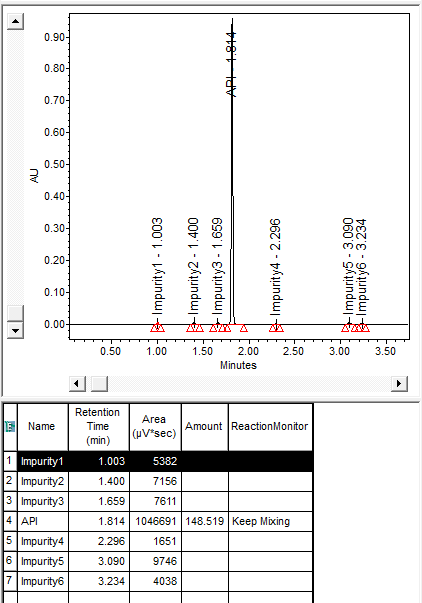 0.90
0.80
0.70
0.60
0.50
0.40
0.30
0.20
0.10
0.00
AU
Impurity1 - 1.003
Impurity2 - 1.400
Impurity3 - 1.659
API - 1.814
Impurity4 - 2.296
Impurity5 - 3.090
Impurity6 - 3.234
0.50 1.00 1.50 2.00 2.50 3.00 3.50
Minutes
Name Retention Time (min) Area (µV*sec) Amount ReactionMonitor
1 Impurity1 1.003 5382
2 Impurity2 1.400 7156
3 Impurity3 1.659 7611
4 API 1.814 1046691 148.519 Keep Mixing
5 Impurity4 2.296 1651
6 Impurity5 3.090 9746
7 Impurity6 3.234 4038